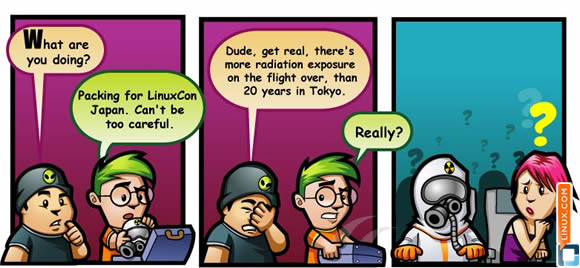 What are
you doing?
Packing for LinuxCon
Japan. Can't be
too careful.
Dude, get real, there's
more radiation exposure
on the flight over, than
20 years in Tokyo.
Really?
?
? ? ?
? ?
LINUX.COM